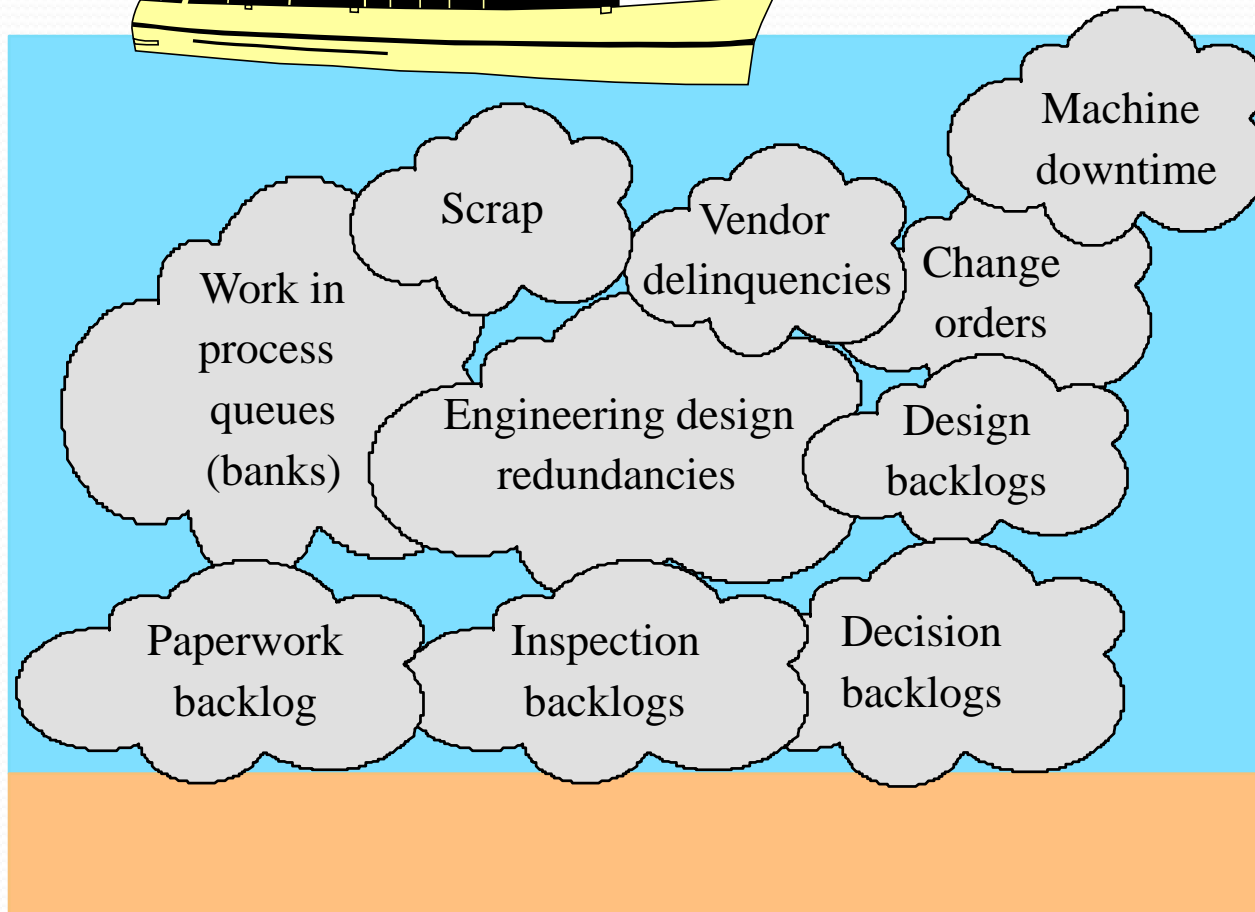 Machine
downtime
Scrap
Vendor
delinquencies
Change
orders
Work in
process
queues
(banks)
Engineering design
redundancies
Design
backlogs
Paperwork
backlog
Inspection
backlogs
Decision
backlogs